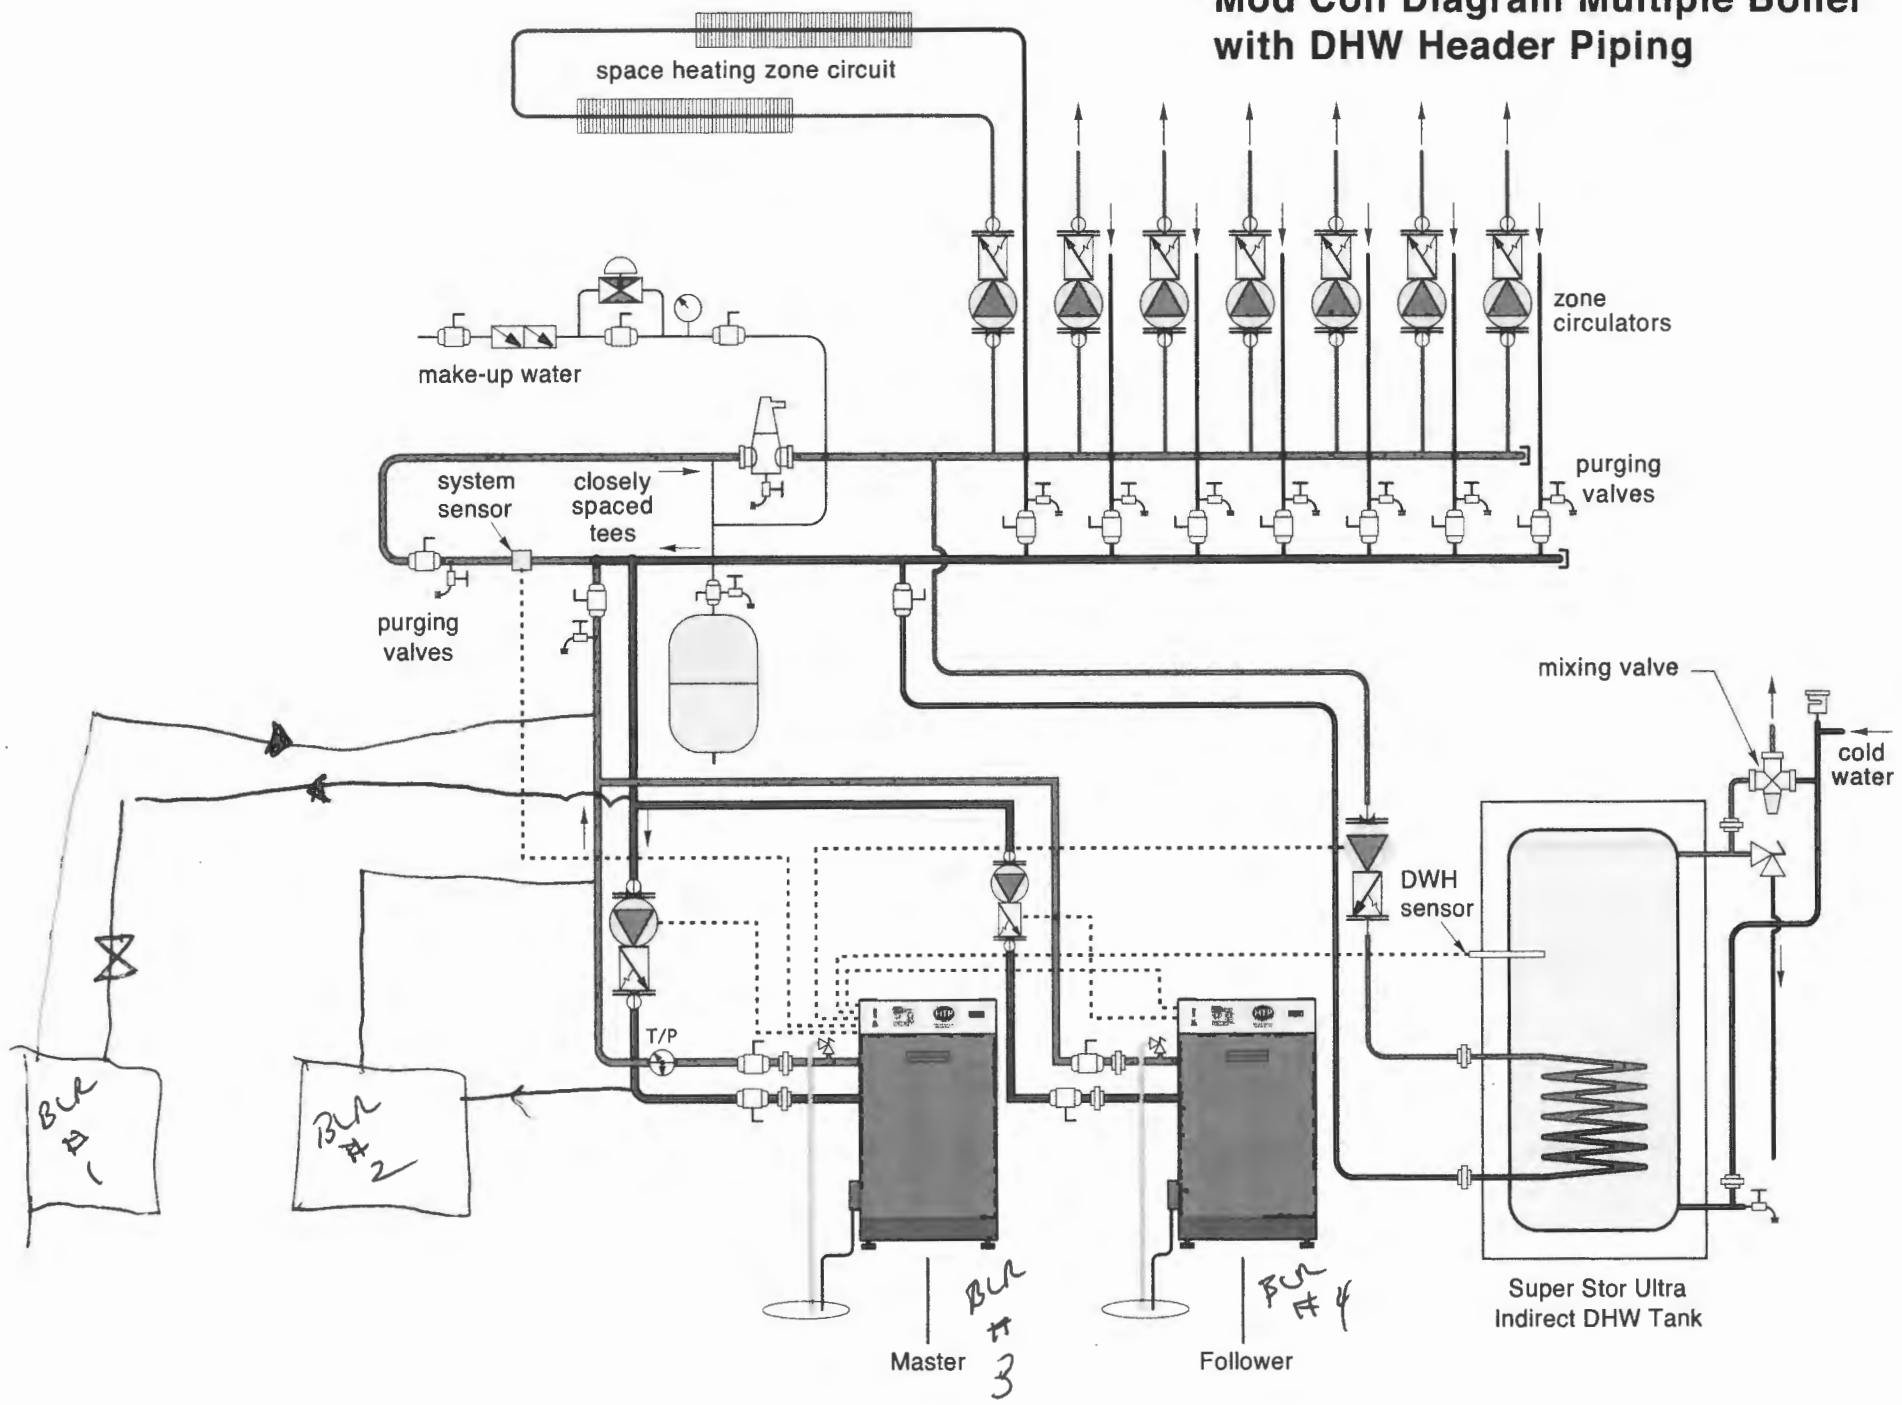 Mod Con Diagram Multiple Boiler
with DHW Header Piping
space heating zone circuit
zone
circulators
make-up water
system
sensor
closely
spaced
tees
purging
valves
purging
valves
mixing valve
cold
water
DWH
sensor
T/P
HTP
HTP
BLR
#
1
BLR
#
2
BLR
#
3
BLR
# 4
Master
Follower
Super Stor Ultra
Indirect DHW Tank